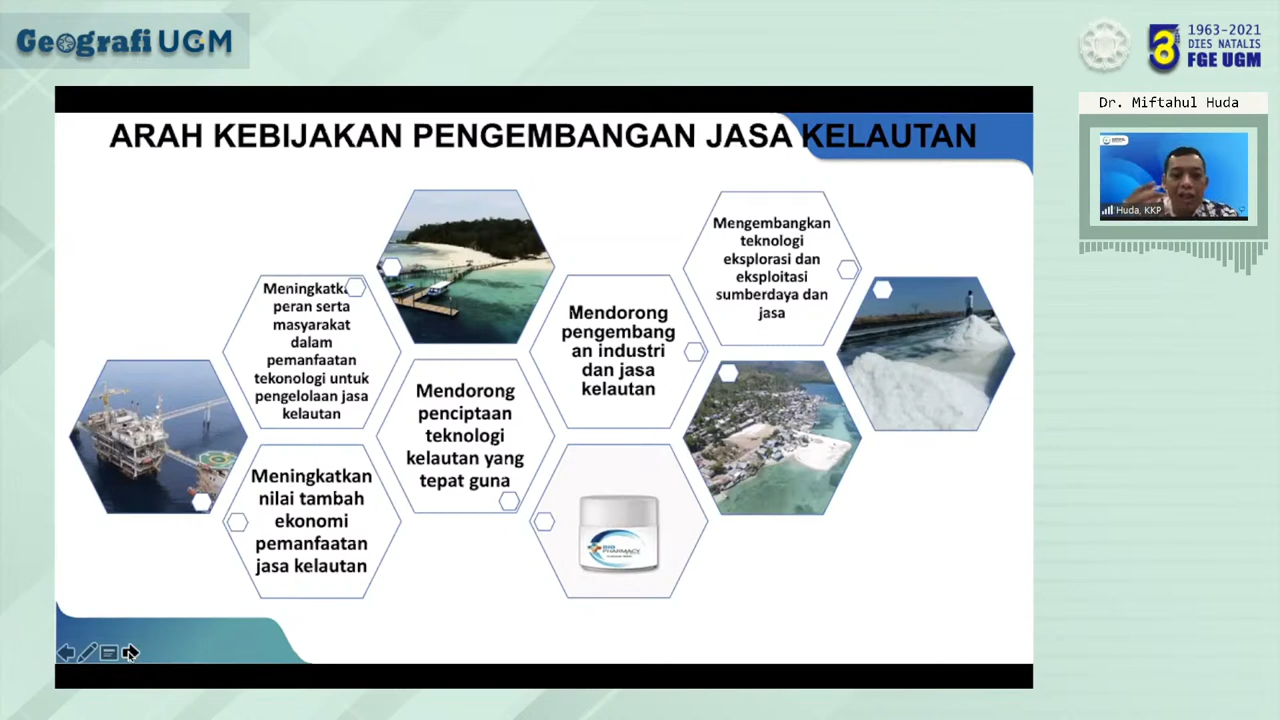 Geografi UGM
1963-2021
DIES NATALIS
FGE UGM
Dr. Miftahul Huda
Huda, KKP
ARAH KEBIJAKAN PENGEMBANGAN JASA KELAUTAN
Meningkatk
peran serta
masyarakat
dalam
pemanfaatan
tekonologi untuk
pengelolaan jasa
kelautan
Meningkatkan
nilai tambah
ekonomi
pemanfaatan
jasa kelautan
Mendorong
penciptaan
teknologi
kelautan yang
tepat guna
Mendorong
pengembang
an industri
dan jasa
kelautan
Mengembangkan
teknologi
eksplorasi dan
eksploitasi
sumberdaya dan
jasa
BIO
PHARMACY